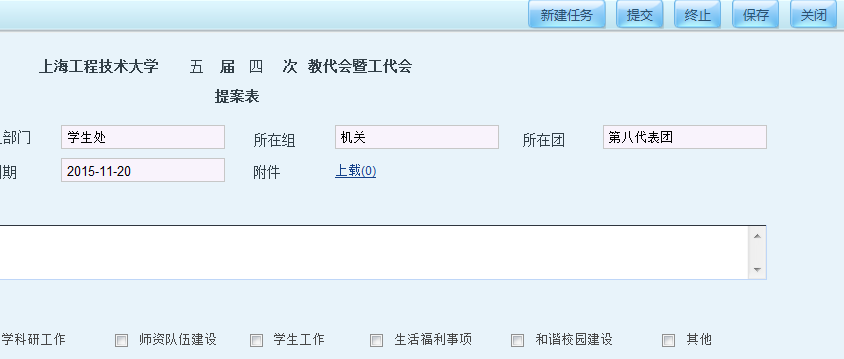 新建任务 提交 终止 保存 关闭
上海工程技术大学 五 届 四 次 教代会暨工代会
提案表
部门 学生处 所在组 机关 所在团 第八代表团
期 2015-11-20 附件 上载(0)
学科研工作 师资队伍建设 学生工作 生活福利事项 和谐校园建设 其他